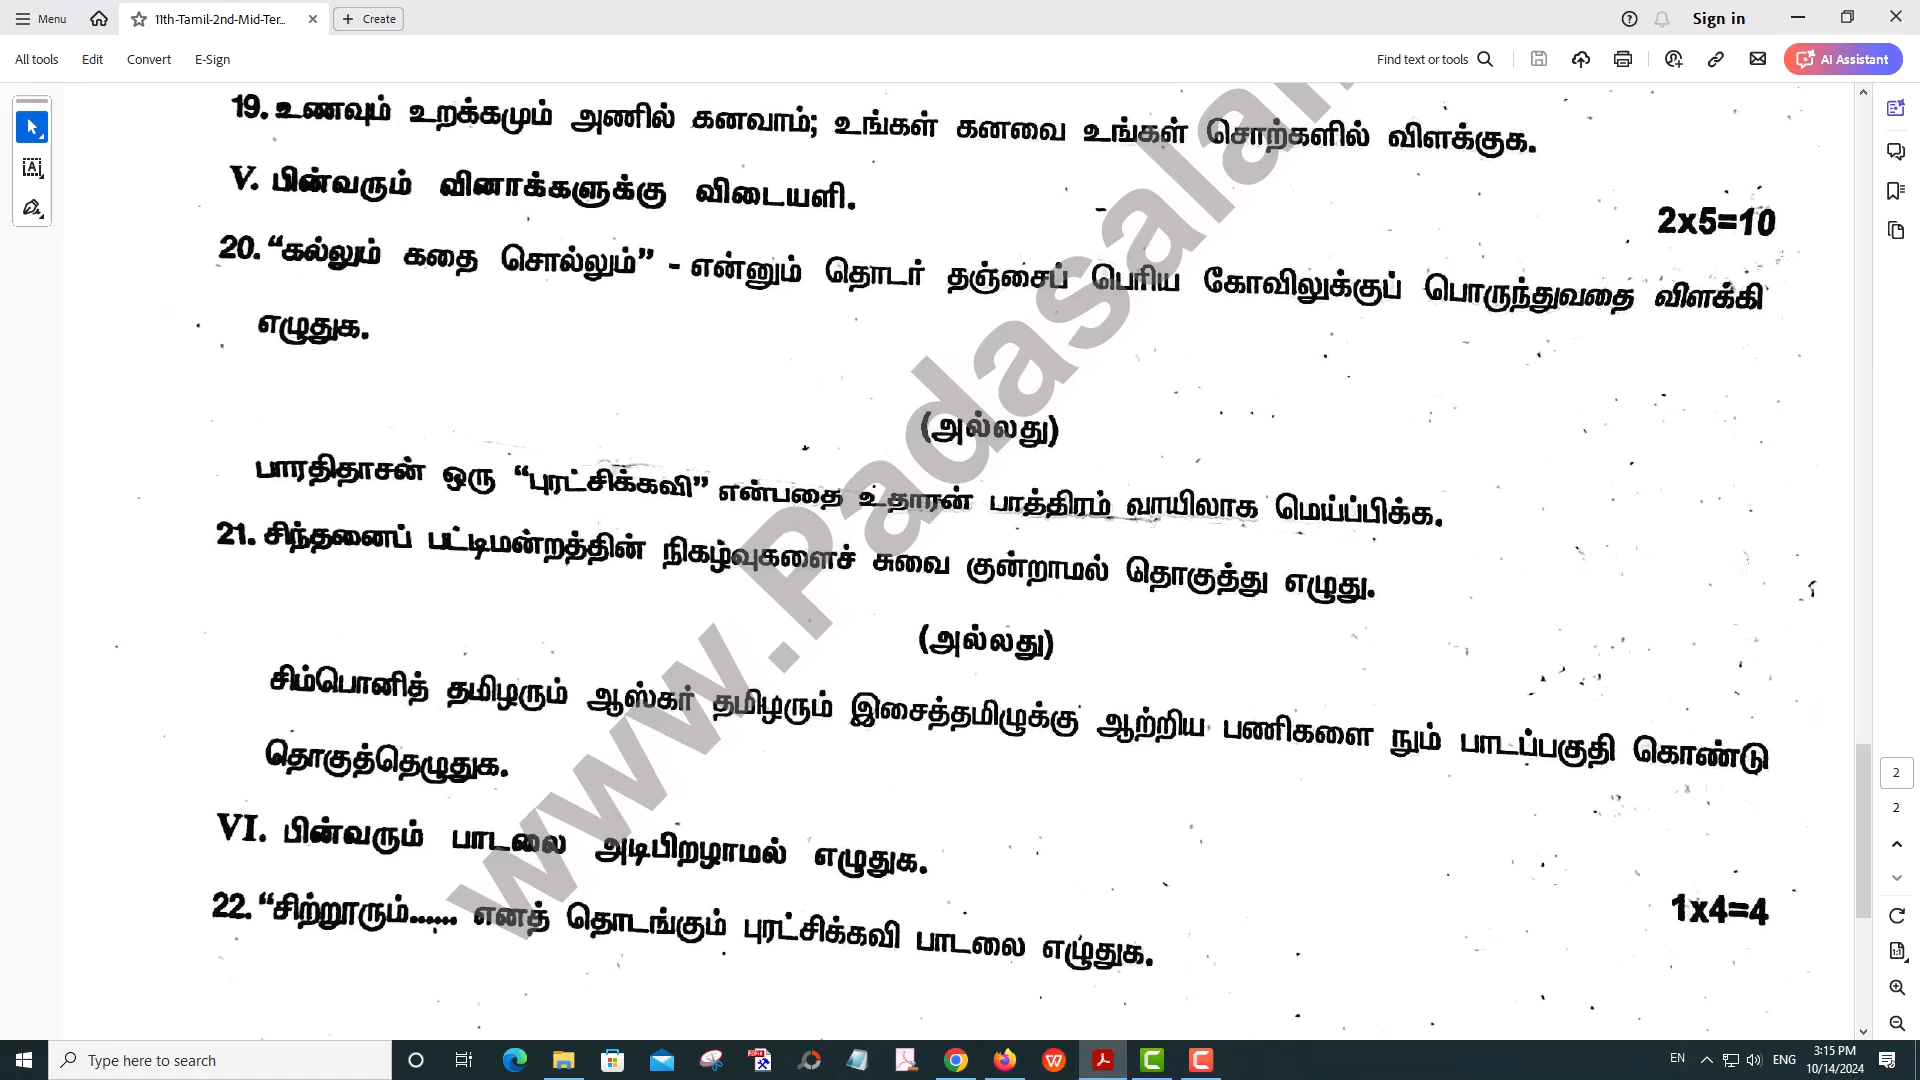 Menu
11th-Tamil-2nd-Mid-Ter...
Create
Sign in
All tools Edit Convert E-Sign
Find text or tools
AI Assistant
19. உணவும் உறக்கமும் அணில் கனவாம்; உங்கள் கனவை உங்கள் சொற்களில் விளக்குக.
V. பின்வரும் வினாக்களுக்கு விடையளி.
2x5=10
20. “கல்லும் கதை சொல்லும்” - என்னும் தொடர் தஞ்சைப் பெரிய கோவிலுக்குப் பொருந்துவதை விளக்கி
எழுதுக.
(அல்லது)
பாரதிதாசன் ஒரு “புரட்சிக்கவி” என்பதை உதாரன் பாத்திரம் வாயிலாக மெய்ப்பிக்க.
21. சிந்தனைப் பட்டிமன்றத்தின் நிகழ்வுகளைச் சுவை குன்றாமல் தொகுத்து எழுது.
(அல்லது)
சிம்பொனித் தமிழரும் ஆஸ்கர் தமிழரும் இசைத்தமிழுக்கு ஆற்றிய பணிகளை நும் பாடப்பகுதி கொண்டு
தொகுத்தெழுதுக.
VI. பின்வரும் பாடலை அடிபிறழாமல் எழுதுக.
1x4=4
22. “சிற்றூரும்...... எனத் தொடங்கும் புரட்சிக்கவி பாடலை எழுதுக.
www.Padasalai
2
2
Type here to search
EN
ENG
3:15 PM
10/14/2024